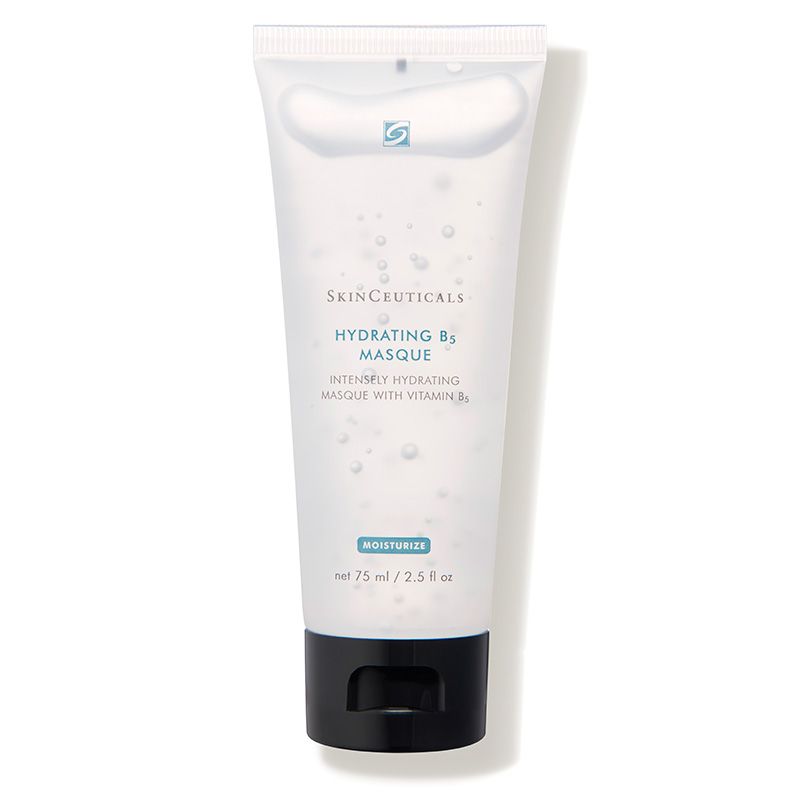 SKINCEUTICALS
HYDRATING B5
MASQUE
INTENSELY HYDRATING
MASQUE WITH VITAMIN B5
MOISTURIZE
net 75 ml / 2.5 fl oz